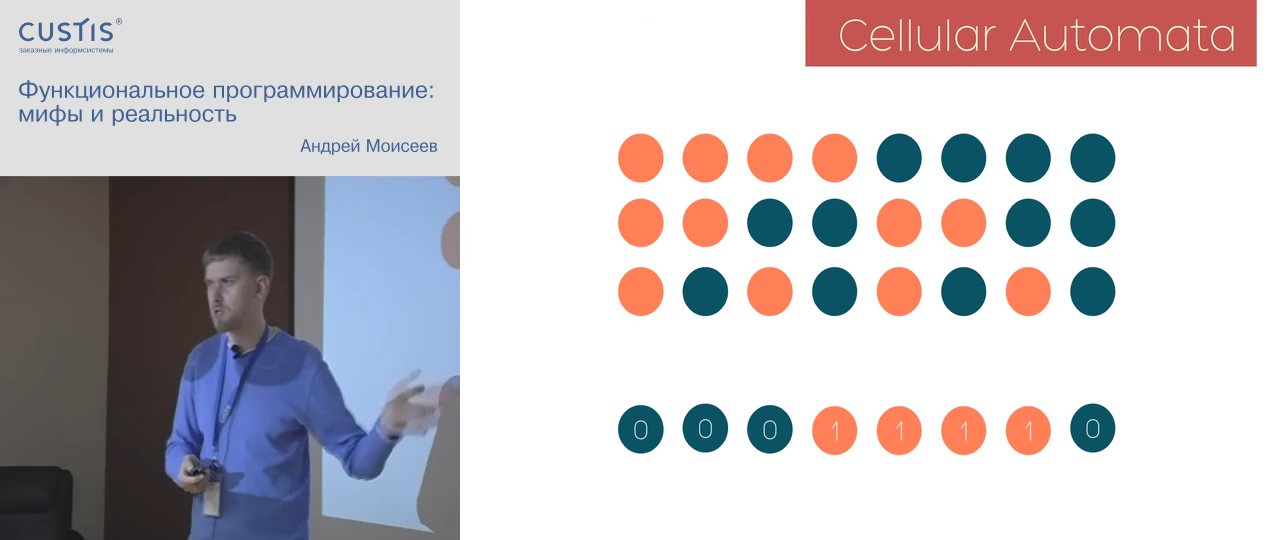 CUSTIS®
заказные информсистемы
Функциональное программирование:
мифы и реальность
Андрей Моисеев
Cellular Automata
0 0 0 1 1 1 1 0